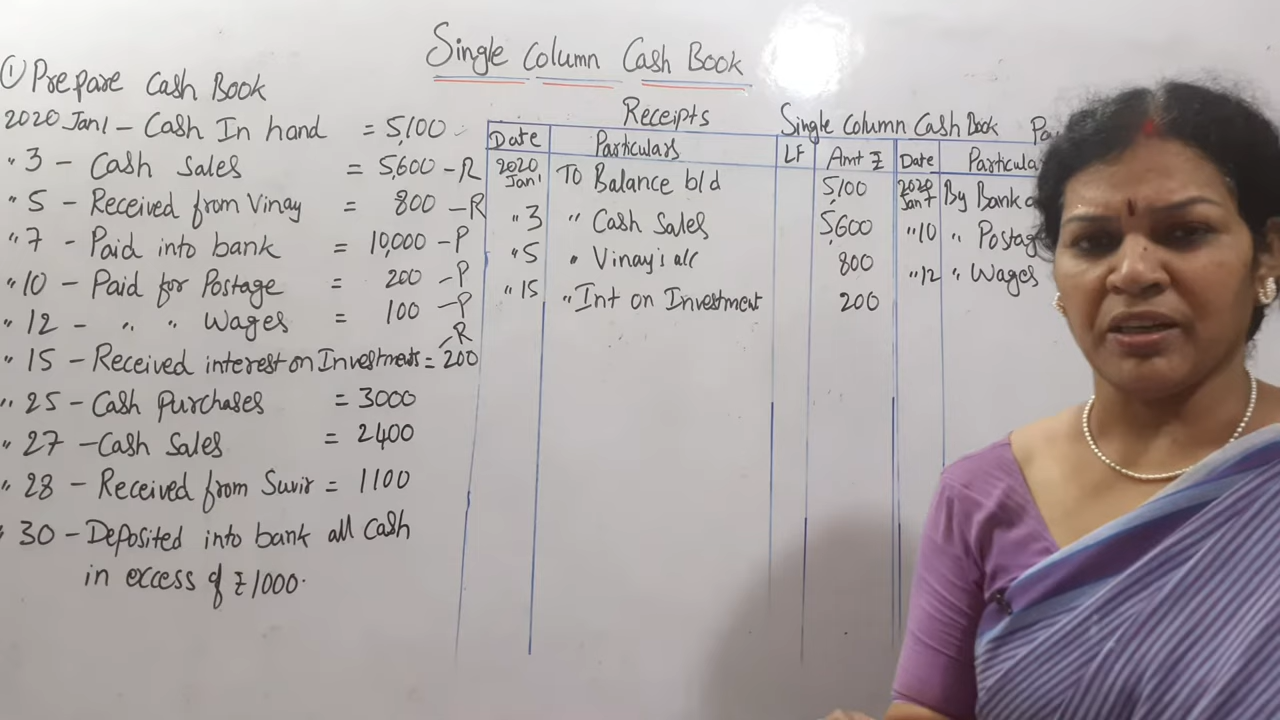 Single Column Cash Book
① Prepare Cash Book
2020 Jan 1 - Cash In hand = 5,100
" 3 - Cash Sales = 5,600 - R
" 5 - Received from Vinay = 800 - R
" 7 - Paid into bank = 10,000 - P
" 10 - Paid for Postage = 200 - P
" 12 - " " Wages = 100 - P
" 15 - Received interest on Investments = 200 - R
" 25 - Cash Purchases = 3000
" 27 - Cash Sales = 2400
" 28 - Received from Suvir = 1100
" 30 - Deposited into bank all cash
in excess of ₹1000.
Receipts Single Column Cash Book
Date Particulars LF Amt ₹ Date
2020 Jan 1 To Balance b/d 5,100 2020 Jan 7 By Bank
" 3 " Cash Sales 5,600 " 10 "
" 5 " Vinay's a/c 800 " 12 " Wages
" 15 " Int on Investment 200